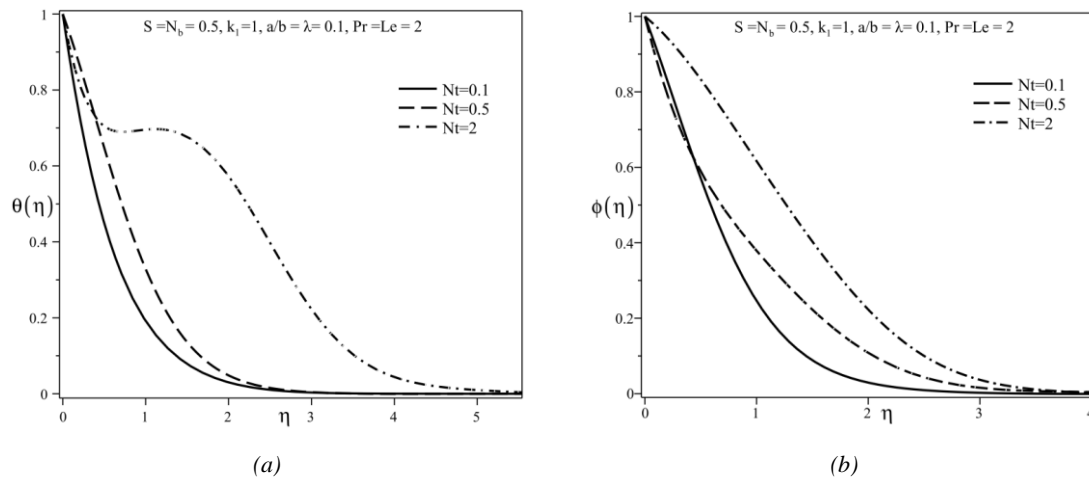 S =N_b = 0.5, k_1=1, a/b = λ= 0.1, Pr =Le = 2
Nt=0.1
Nt=0.5
Nt=2
θ(η)
1
0.8
0.6
0.4
0.2
0
0 1 2 3 4 5
η
(a)
S =N_b = 0.5, k_1=1, a/b = λ= 0.1, Pr =Le = 2
Nt=0.1
Nt=0.5
Nt=2
ϕ(η)
1
0.8
0.6
0.4
0.2
0
0 1 2 3 4
η
(b)